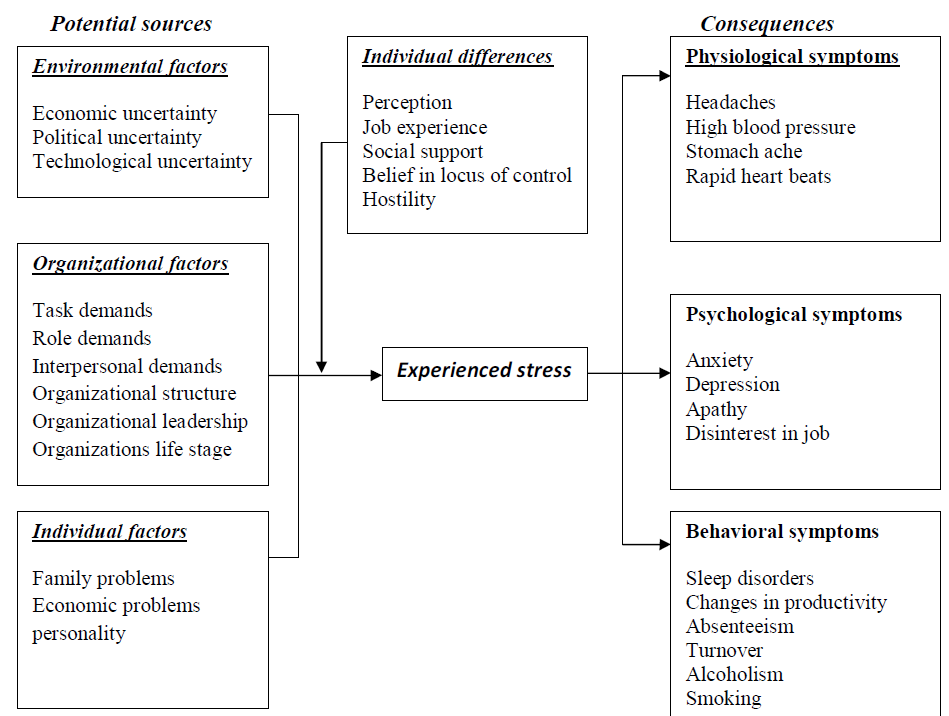 Potential sources
Environmental factors
Economic uncertainty
Political uncertainty
Technological uncertainty
Organizational factors
Task demands
Role demands
Interpersonal demands
Organizational structure
Organizational leadership
Organizations life stage
Individual factors
Family problems
Economic problems
personality
Individual differences
Perception
Job experience
Social support
Belief in locus of control
Hostility
Experienced stress
Consequences
Physiological symptoms
Headaches
High blood pressure
Stomach ache
Rapid heart beats
Psychological symptoms
Anxiety
Depression
Apathy
Disinterest in job
Behavioral symptoms
Sleep disorders
Changes in productivity
Absenteeism
Turnover
Alcoholism
Smoking